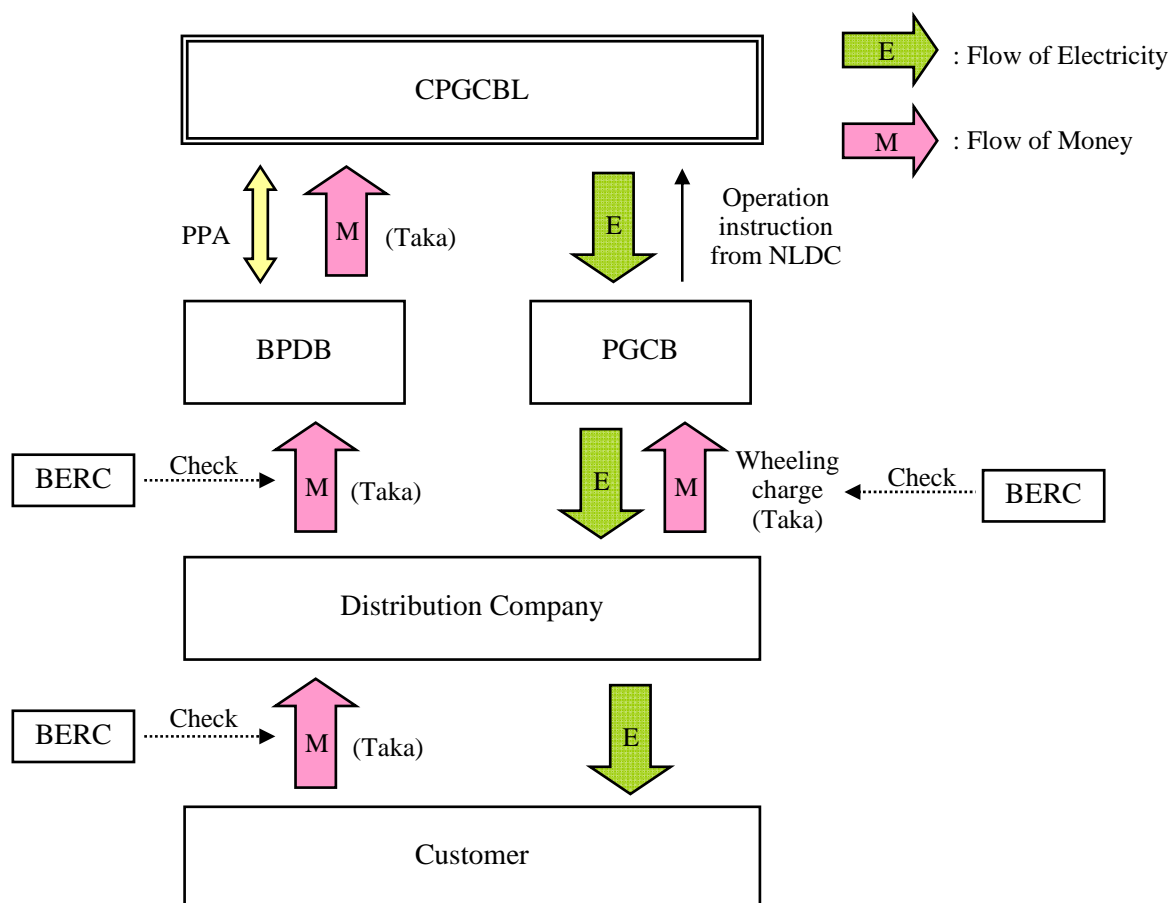 CPGCBL
E
: Flow of Electricity
M
: Flow of Money
PPA
M
(Taka)
E
Operation
instruction
from NLDC
BPDB
PGCB
BERC
Check
M
(Taka)
E
M
Wheeling
charge
(Taka)
Check
BERC
Distribution Company
BERC
Check
M
(Taka)
E
Customer